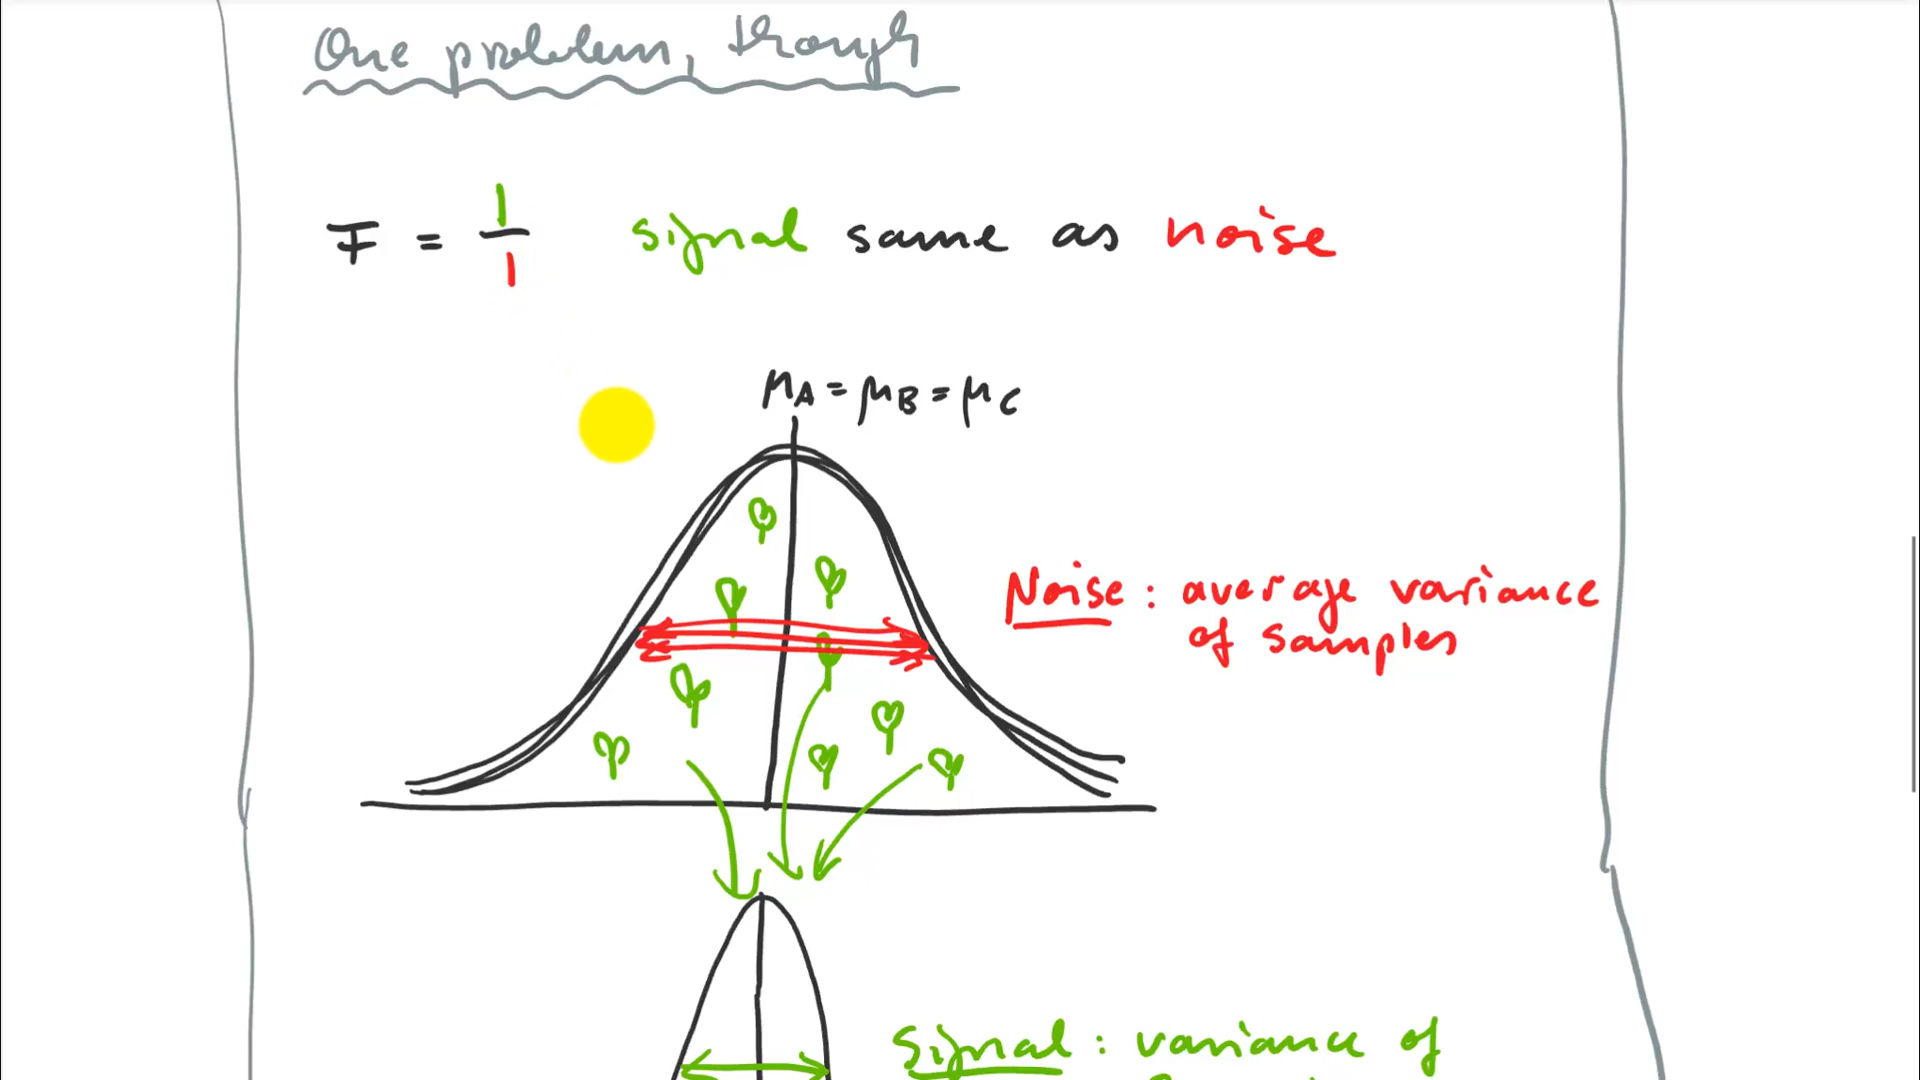 One problem, though
F = 1/1 signal same as noise
μA = μB = μC
Noise: average variance
of samples
Signal: variance of